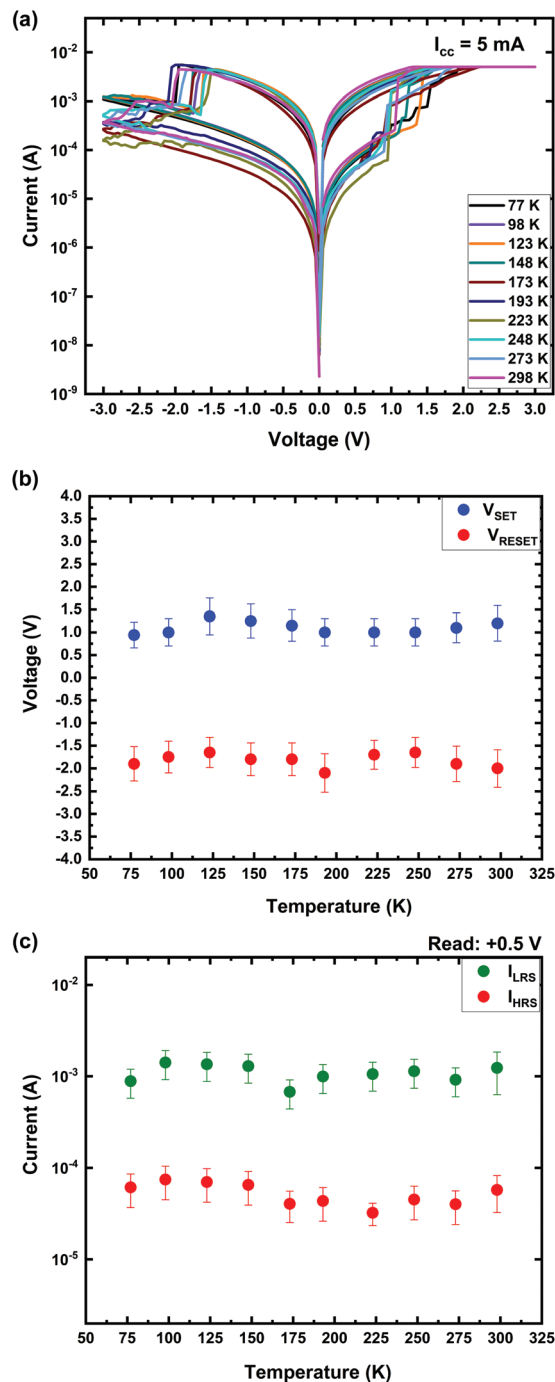 (a)
I_cc = 5 mA
10^-2
10^-3
10^-4
10^-5
10^-6
10^-7
10^-8
10^-9
Current (A)
77 K
98 K
123 K
148 K
173 K
193 K
223 K
248 K
273 K
298 K
-3.0 -2.5 -2.0 -1.5 -1.0 -0.5 0.0 0.5 1.0 1.5 2.0 2.5 3.0
Voltage (V)
(b)
V_SET
V_RESET
4.0
3.5
3.0
2.5
2.0
1.5
1.0
0.5
0.0
-0.5
-1.0
-1.5
-2.0
-2.5
-3.0
-3.5
-4.0
Voltage (V)
50 75 100 125 150 175 200 225 250 275 300 325
Temperature (K)
(c)
Read: +0.5 V
I_LRS
I_HRS
10^-2
10^-3
10^-4
10^-5
Current (A)
50 75 100 125 150 175 200 225 250 275 300 325
Temperature (K)